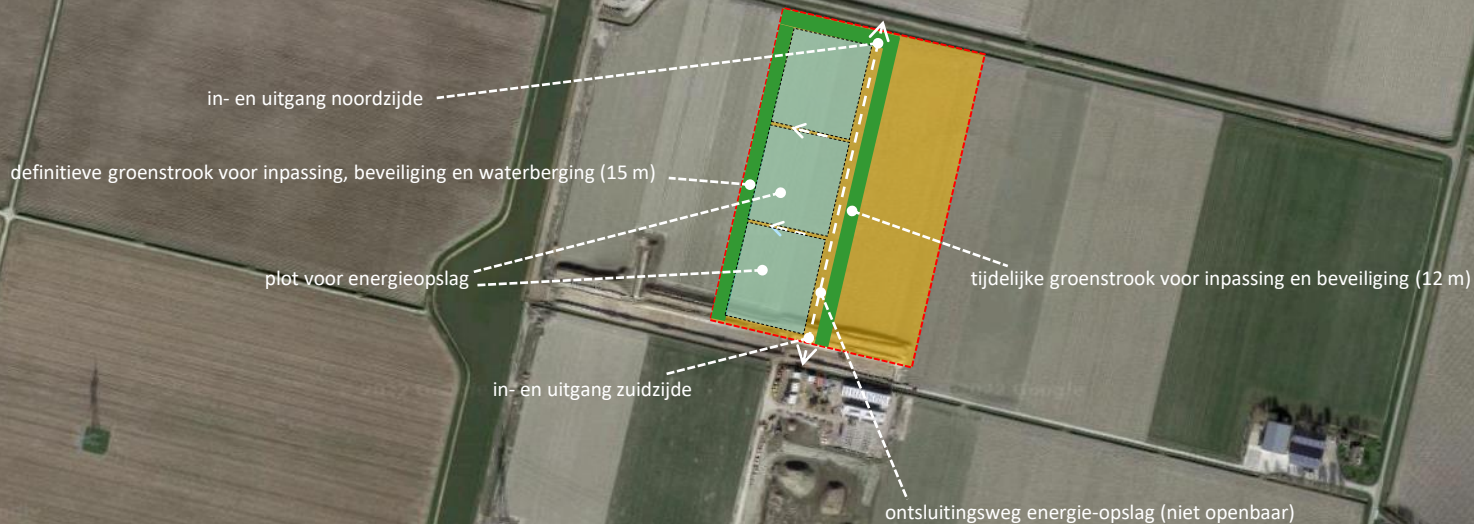 in- en uitgang noordzijde
definitieve groenstrook voor inpassing, beveiliging en waterberging (15 m)
plot voor energieopslag
tijdelijke groenstrook voor inpassing en beveiliging (12 m)
in- en uitgang zuidzijde
ontsluitingsweg energie-opslag (niet openbaar)